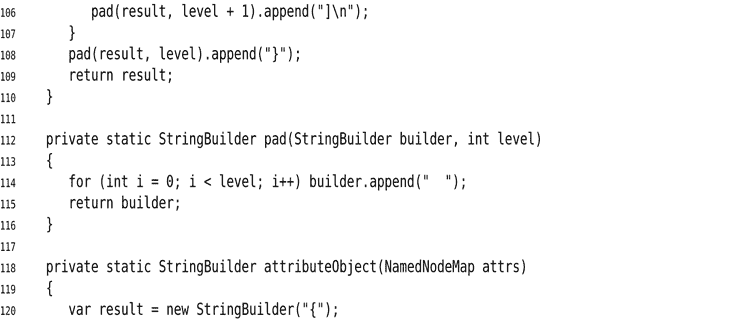 106          pad(result, level + 1).append("]\n");
107       }
108       pad(result, level).append("}");
109       return result;
110    }
111
112    private static StringBuilder pad(StringBuilder builder, int level)
113    {
114       for (int i = 0; i < level; i++) builder.append("  ");
115       return builder;
116    }
117
118    private static StringBuilder attributeObject(NamedNodeMap attrs)
119    {
120       var result = new StringBuilder("{");